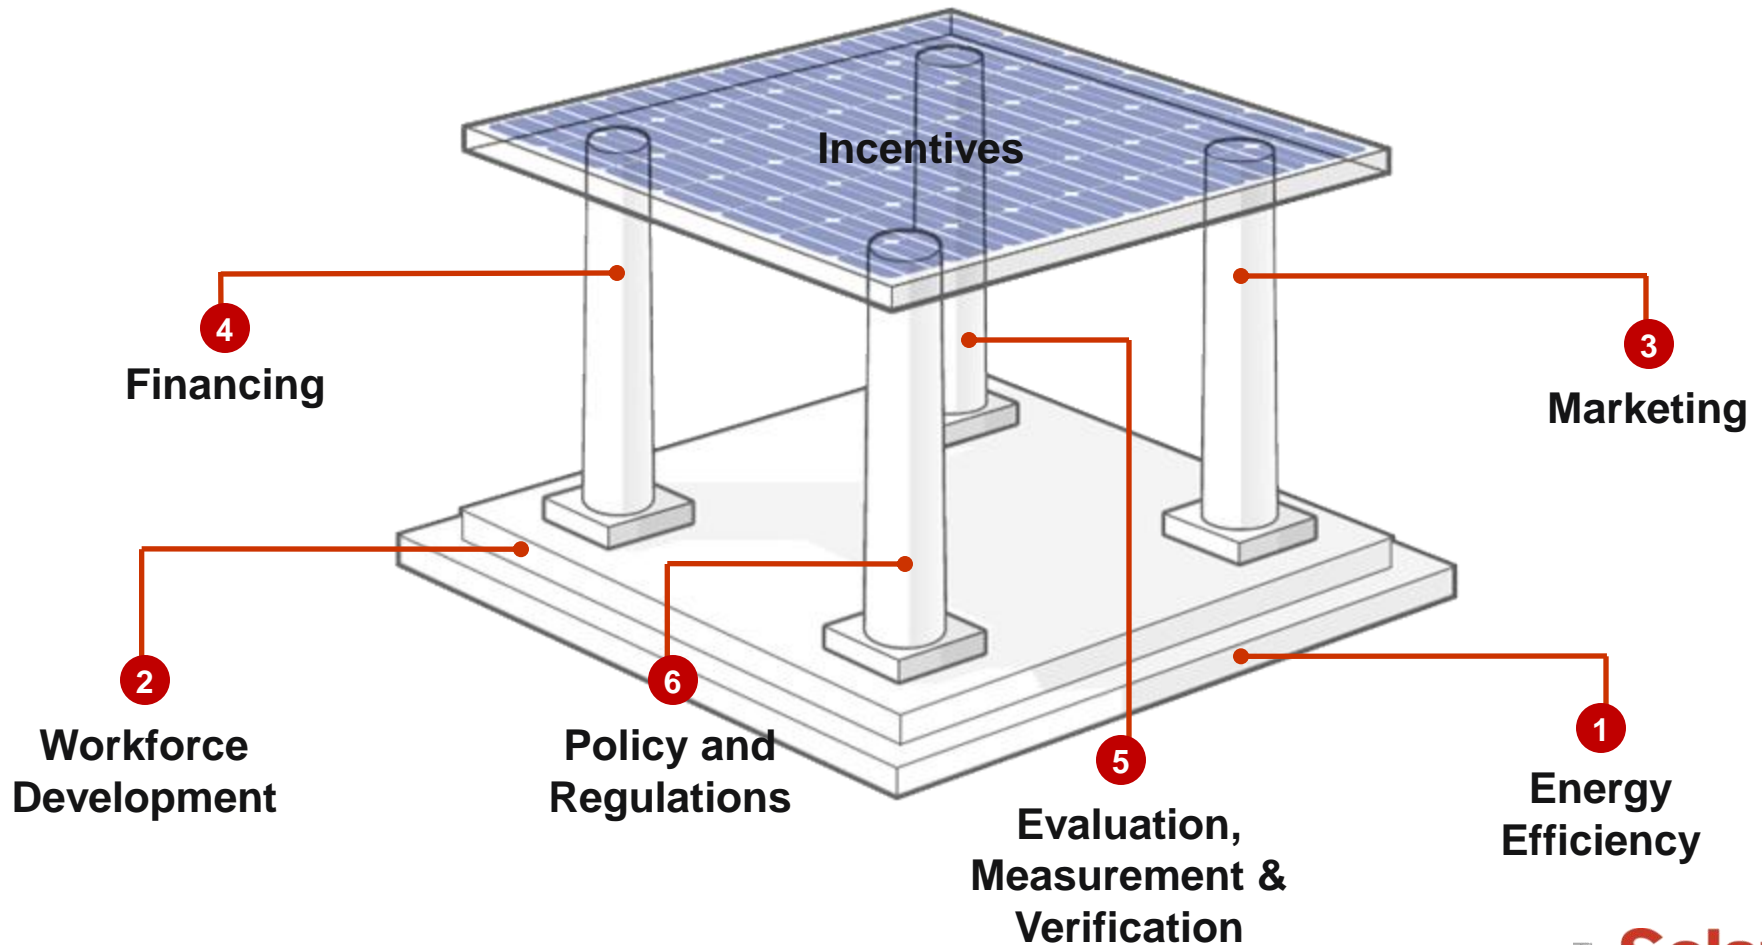 Incentives
4
Financing
3
Marketing
2
Workforce
Development
6
Policy and
Regulations
5
Evaluation,
Measurement &
Verification
1
Energy
Efficiency